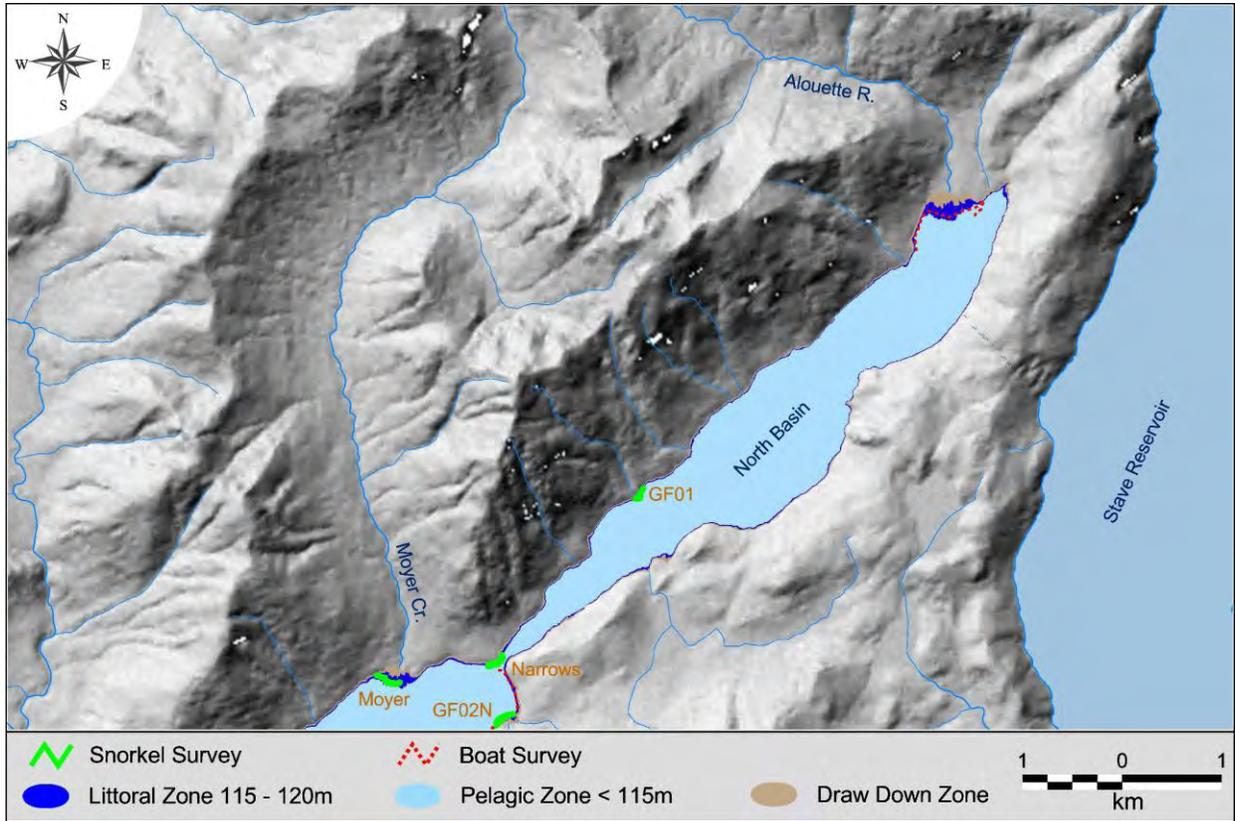 N
W E
S
Alouette R.
North Basin
Stave Reservoir
GF01
Moyer Cr.
Narrows
Moyer
GF02N
Snorkel Survey
Boat Survey
1 0 1
km
Littoral Zone 115 - 120m
Pelagic Zone < 115m
Draw Down Zone